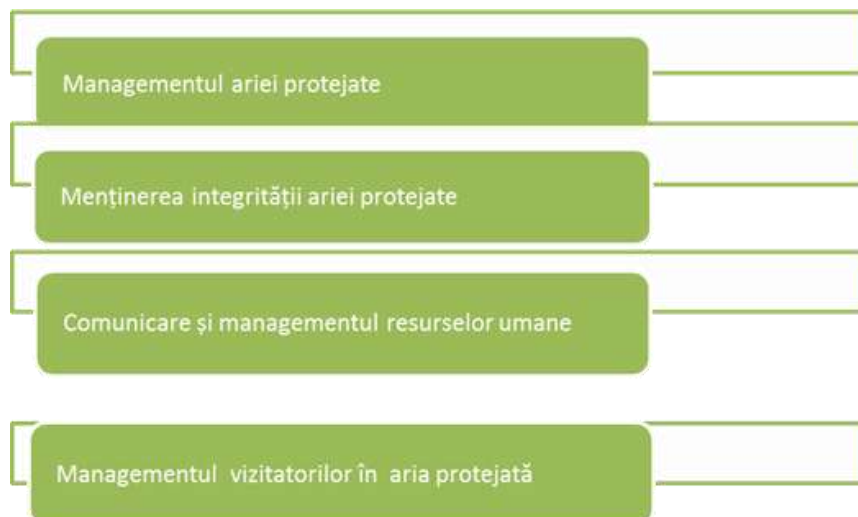 Managementul ariei protejate
Menținerea integrității ariei protejate
Comunicare și managementul resurselor umane
Managementul vizitatorilor în aria protejată